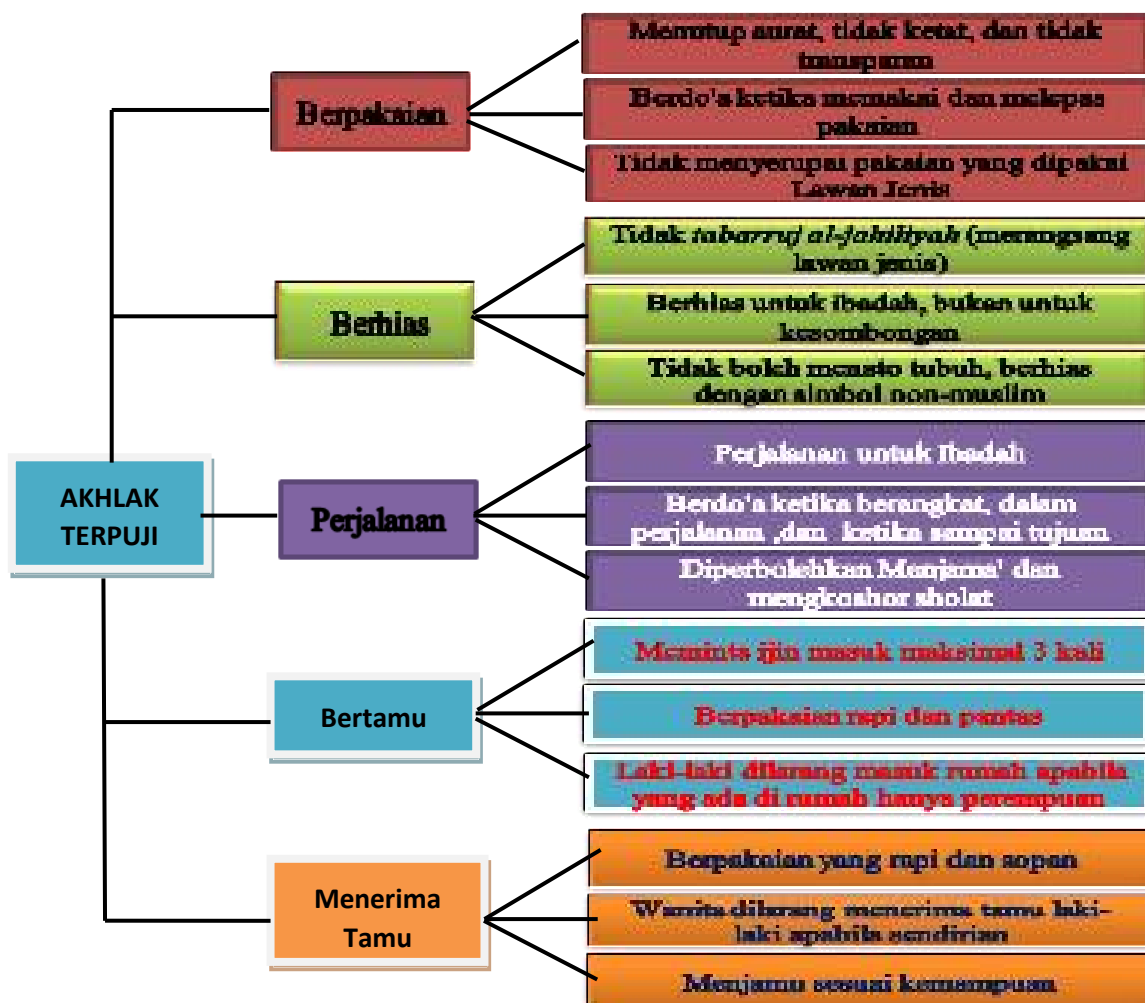 Menutup aurat, tidak ketat, dan tidak
transparan
Berpakaian
Berdo'a ketika memakai dan melepas
pakaian
Tidak menyerupai pakaian yang dipakai
Lawan Jenis
Tidak tabarruj al-jahiliyah (merangsang
lawan jenis)
Berhias
Berhias untuk ibadah, bukan untuk
kesombongan
Tidak boleh menato tubuh, berhias
dengan simbol non-muslim
AKHLAK
TERPUJI
Perjalanan
Perjalanan untuk Ibadah
Berdo'a ketika berangkat, dalam
perjalanan ,dan ketika sampai tujuan
Diperbolehkan Menjama' dan
mengkoshor sholat
Bertamu
Meminta ijin masuk maksimal 3 kali
Berpakaian rapi dan pantas
Laki-laki dilarang masuk rumah apabila
yang ada di rumah hanya perempuan
Menerima
Tamu
Berpakaian yang rapi dan sopan
Wanita dilarang menerima tamu laki-
laki apabila sendirian
Menjamu sesuai kemampuan